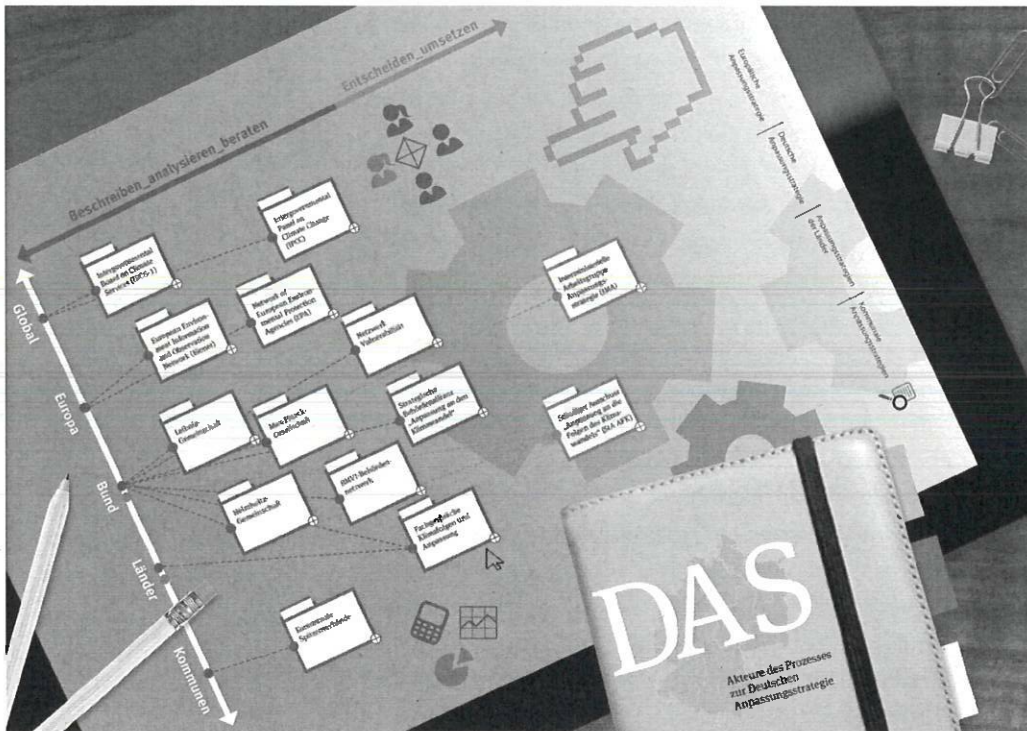 Beschreiben_analysieren_beraten
Entscheiden_umsetzen
Europäische
Anpassungsstrategie
Deutsche
Anpassungsstrategie
Anpassungsstrategien
der Länder
Kommunale
Anpassungsstrategien
Global
Europa
Bund
Länder
Kommunen
Intergovernmental
Panel on
Climate Change
(IPCC)
Intergovernmental
Board on Climate
Services
Network of
European Environ-
mental Protection
Agencies (EPA)
European Environ-
ment Information
and Observation
Network (Eionet)
Netzwerk
Vulnerabilität
Interministerielle
Arbeitsgruppe
Anpassungs-
strategie (IMA)
Leibniz-
Gemeinschaft
Max-Planck-
Gesellschaft
Strategische
Behördenallianz
„Anpassung an den
Klimawandel“
Ständiger Ausschuss
„Anpassung an die
Folgen des Klima-
wandels“ (StA AFK)
Helmholtz-
Gemeinschaft
BMVI-Behörden-
netzwerk
Fachgespräche
Klimafolgen und
Anpassung
Kommunale
Spitzenverbände
DAS
Akteure des Prozesses
zur Deutschen
Anpassungsstrategie